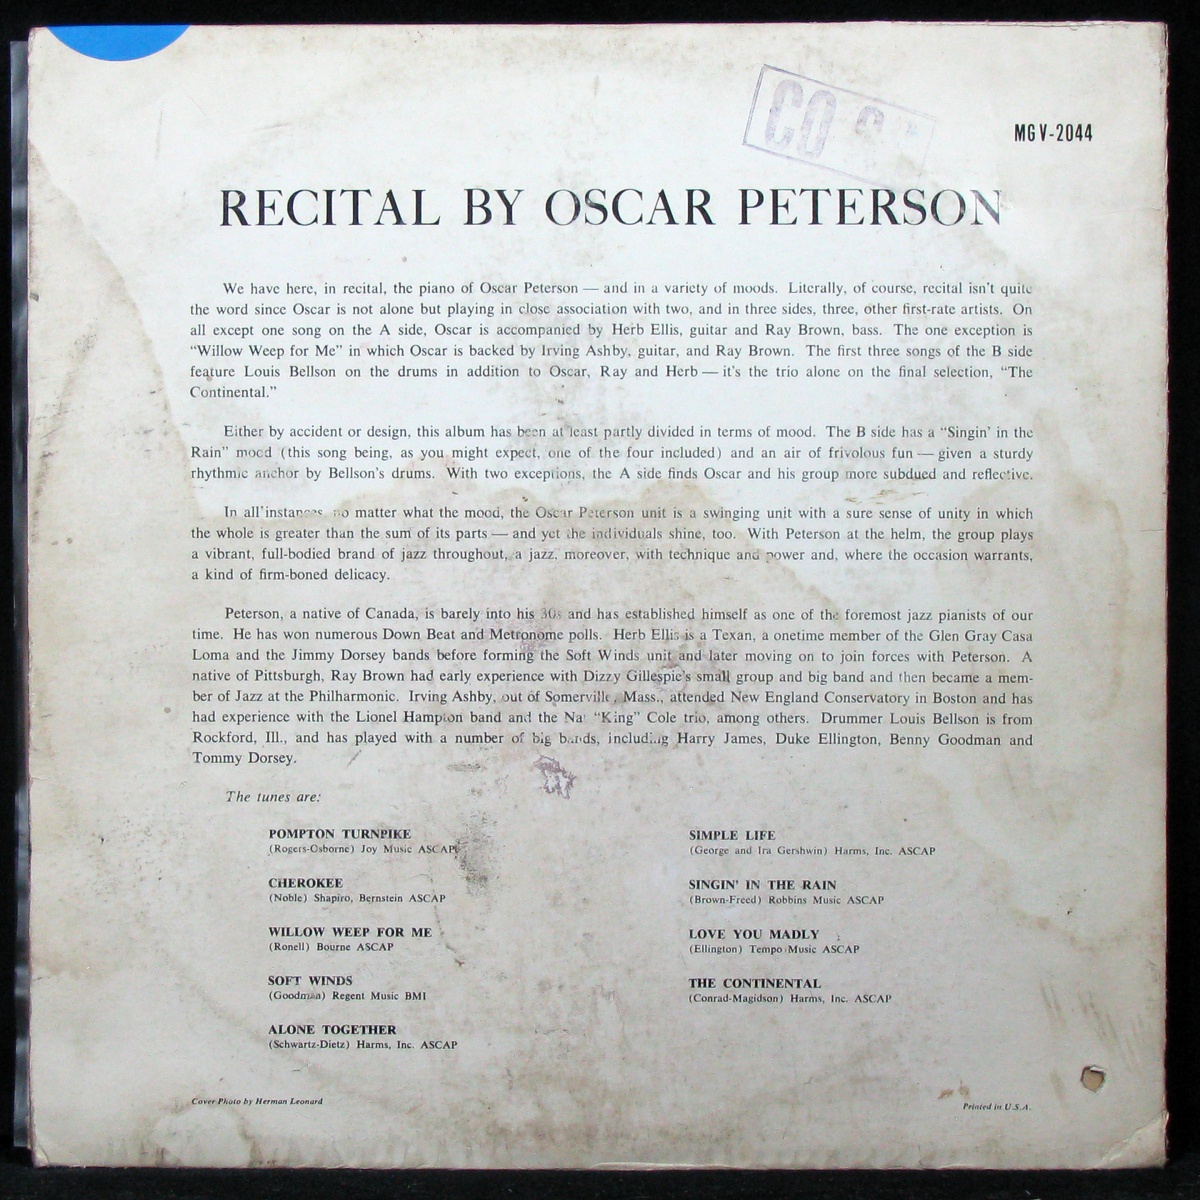 CO
MG V-2044
RECITAL BY OSCAR PETERSON
We have here, in recital, the piano of Oscar Peterson — and in a variety of moods. Literally, of course, recital isn't quite
the word since Oscar is not alone but playing in close association with two, and in three sides, three, other first-rate artists. On
all except one song on the A side, Oscar is accompanied by Herb Ellis, guitar and Ray Brown, bass. The one exception is
"Willow Weep for Me" in which Oscar is backed by Irving Ashby, guitar, and Ray Brown. The first three songs of the B side
feature Louis Bellson on the drums in addition to Oscar, Ray and Herb — it's the trio alone on the final selection, "The
Continental."
Either by accident or design, this album has been at least partly divided in terms of mood. The B side has a "Singin' in the
Rain" mood (this song being, as you might expect, one of the four included) and an air of frivolous fun — given a sturdy
rhythmic anchor by Bellson's drums. With two exceptions, the A side finds Oscar and his group more subdued and reflective.
In all instances, no matter what the mood, the Oscar Peterson unit is a swinging unit with a sure sense of unity in which
the whole is greater than the sum of its parts — and yet the individuals shine, too. With Peterson at the helm, the group plays
a vibrant, full-bodied brand of jazz throughout, a jazz, moreover, with technique and power and, where the occasion warrants,
a kind of firm-boned delicacy.
Peterson, a native of Canada, is barely into his 30s and has established himself as one of the foremost jazz pianists of our
time. He has won numerous Down Beat and Metronome polls. Herb Ellis is a Texan, a onetime member of the Glen Gray Casa
Loma and the Jimmy Dorsey bands before forming the Soft Winds unit and later moving on to join forces with Peterson. A
native of Pittsburgh, Ray Brown had early experience with Dizzy Gillespie's small group and big band and then became a mem-
ber of Jazz at the Philharmonic. Irving Ashby, out of Somerville, Mass., attended New England Conservatory in Boston and has
had experience with the Lionel Hampton band and the Nat "King" Cole trio, among others. Drummer Louis Bellson is from
Rockford, Ill., and has played with a number of big bands, including Harry James, Duke Ellington, Benny Goodman and
Tommy Dorsey.
The tunes are:
POMPTON TURNPIKE
(Rogers-Osborne) Joy Music ASCAP
CHEROKEE
(Noble) Shapiro, Bernstein ASCAP
WILLOW WEEP FOR ME
(Ronell) Bourne ASCAP
SOFT WINDS
(Goodman) Regent Music BMI
ALONE TOGETHER
(Schwartz-Dietz) Harms, Inc. ASCAP
SIMPLE LIFE
(George and Ira Gershwin) Harms, Inc. ASCAP
SINGIN' IN THE RAIN
(Brown-Freed) Robbins Music ASCAP
LOVE YOU MADLY
(Ellington) Tempo Music ASCAP
THE CONTINENTAL
(Conrad-Magidson) Harms, Inc. ASCAP
Cover Photo by Herman Leonard
Printed in U.S.A.